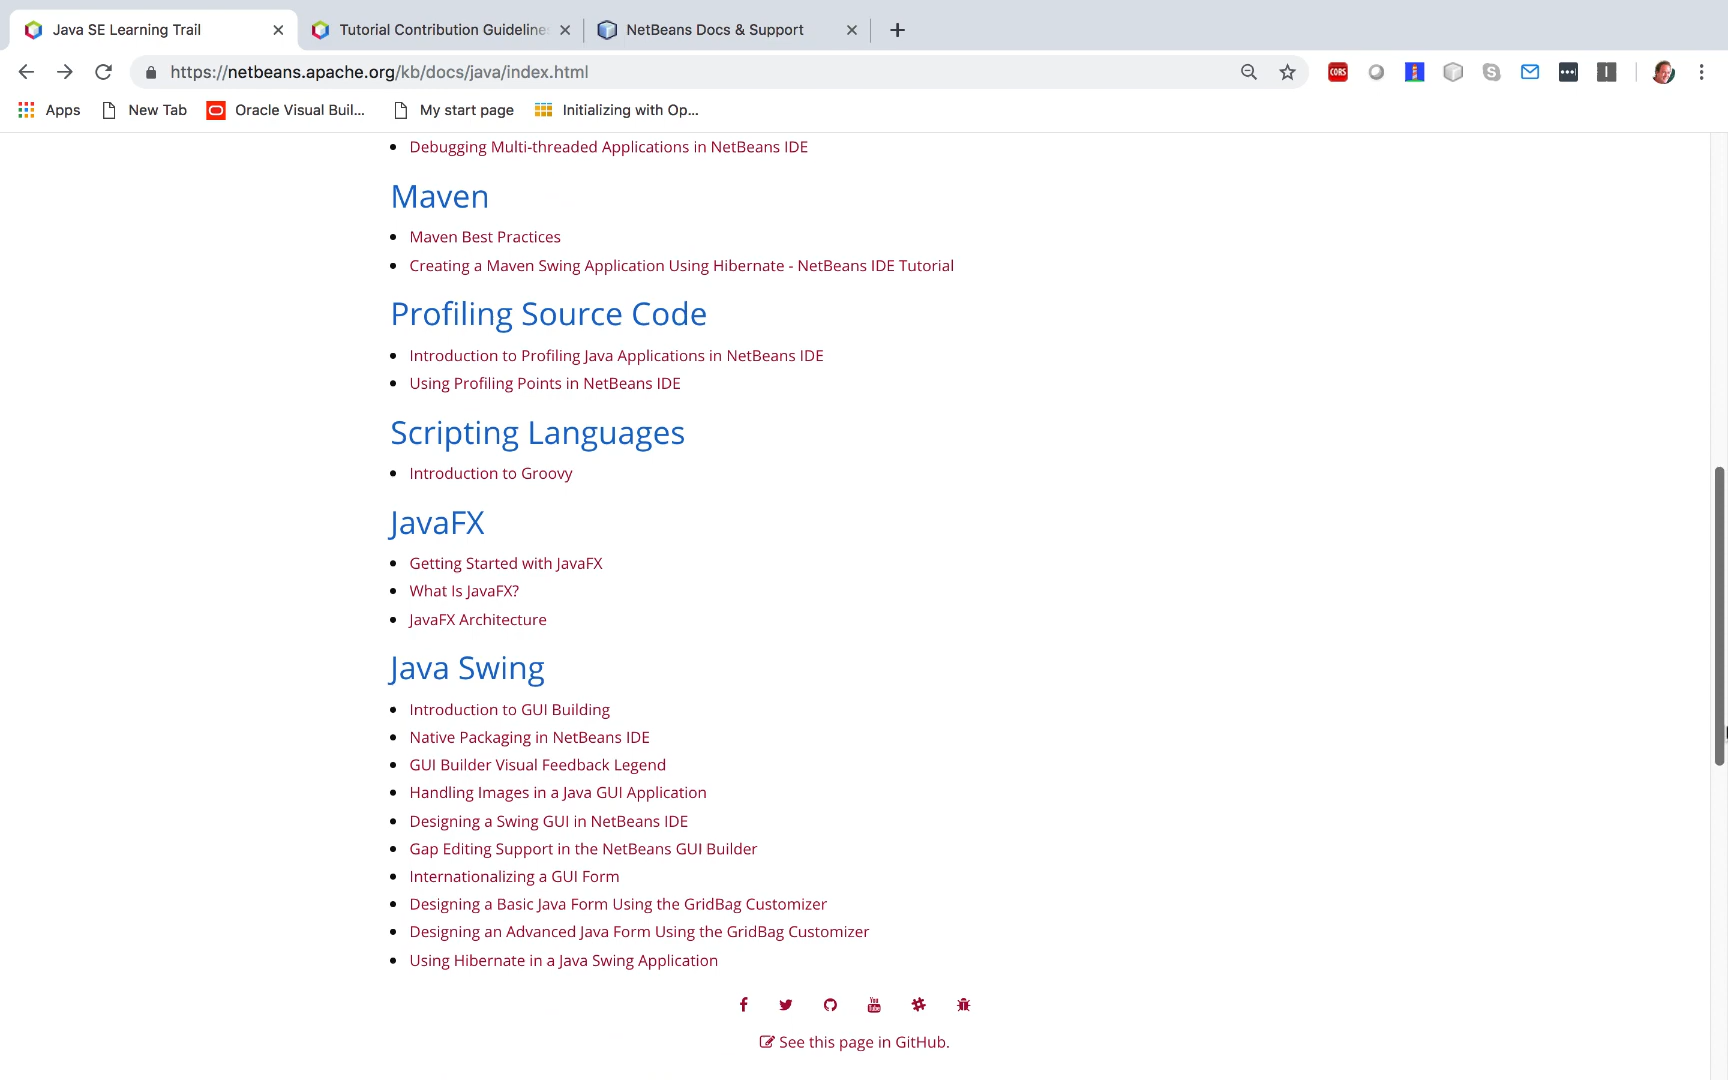 Java SE Learning Trail
Tutorial Contribution Guideline
NetBeans Docs & Support
https://netbeans.apache.org/kb/docs/java/index.html
CORS
Apps
New Tab
Oracle Visual Buil...
My start page
Initializing with Op...
Debugging Multi-threaded Applications in NetBeans IDE
Maven
Maven Best Practices
Creating a Maven Swing Application Using Hibernate - NetBeans IDE Tutorial
Profiling Source Code
Introduction to Profiling Java Applications in NetBeans IDE
Using Profiling Points in NetBeans IDE
Scripting Languages
Introduction to Groovy
JavaFX
Getting Started with JavaFX
What Is JavaFX?
JavaFX Architecture
Java Swing
Introduction to GUI Building
Native Packaging in NetBeans IDE
GUI Builder Visual Feedback Legend
Handling Images in a Java GUI Application
Designing a Swing GUI in NetBeans IDE
Gap Editing Support in the NetBeans GUI Builder
Internationalizing a GUI Form
Designing a Basic Java Form Using the GridBag Customizer
Designing an Advanced Java Form Using the GridBag Customizer
Using Hibernate in a Java Swing Application
You Tube
See this page in GitHub.